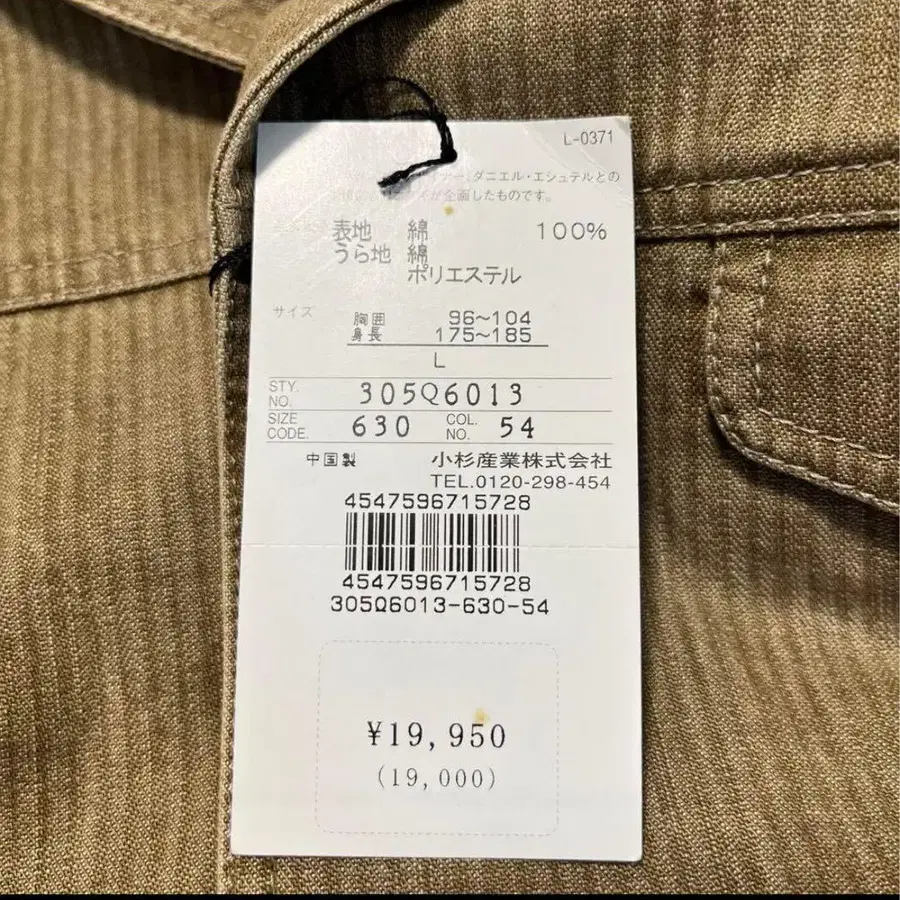 L-0371
ダニエル・エシュテルとの
が企画したものです。
表地 綿 100%
うら地 綿
ポリエステル
サイズ
胸囲 96~104
身長 175~185
L
STY. NO. 305Q6013
SIZE CODE. 630 COL. NO. 54
中国製 小杉産業株式会社
TEL.0120-298-454
4547596715728
4547596715728
305Q6013-630-54
¥19,950
(19,000)